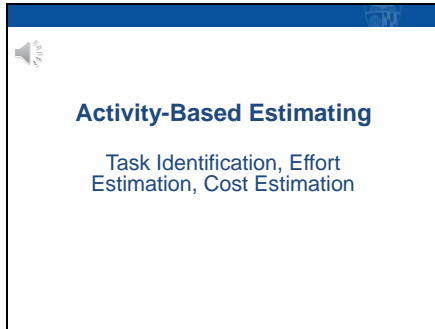 Activity-Based Estimating
Task Identification, Effort
Estimation, Cost Estimation